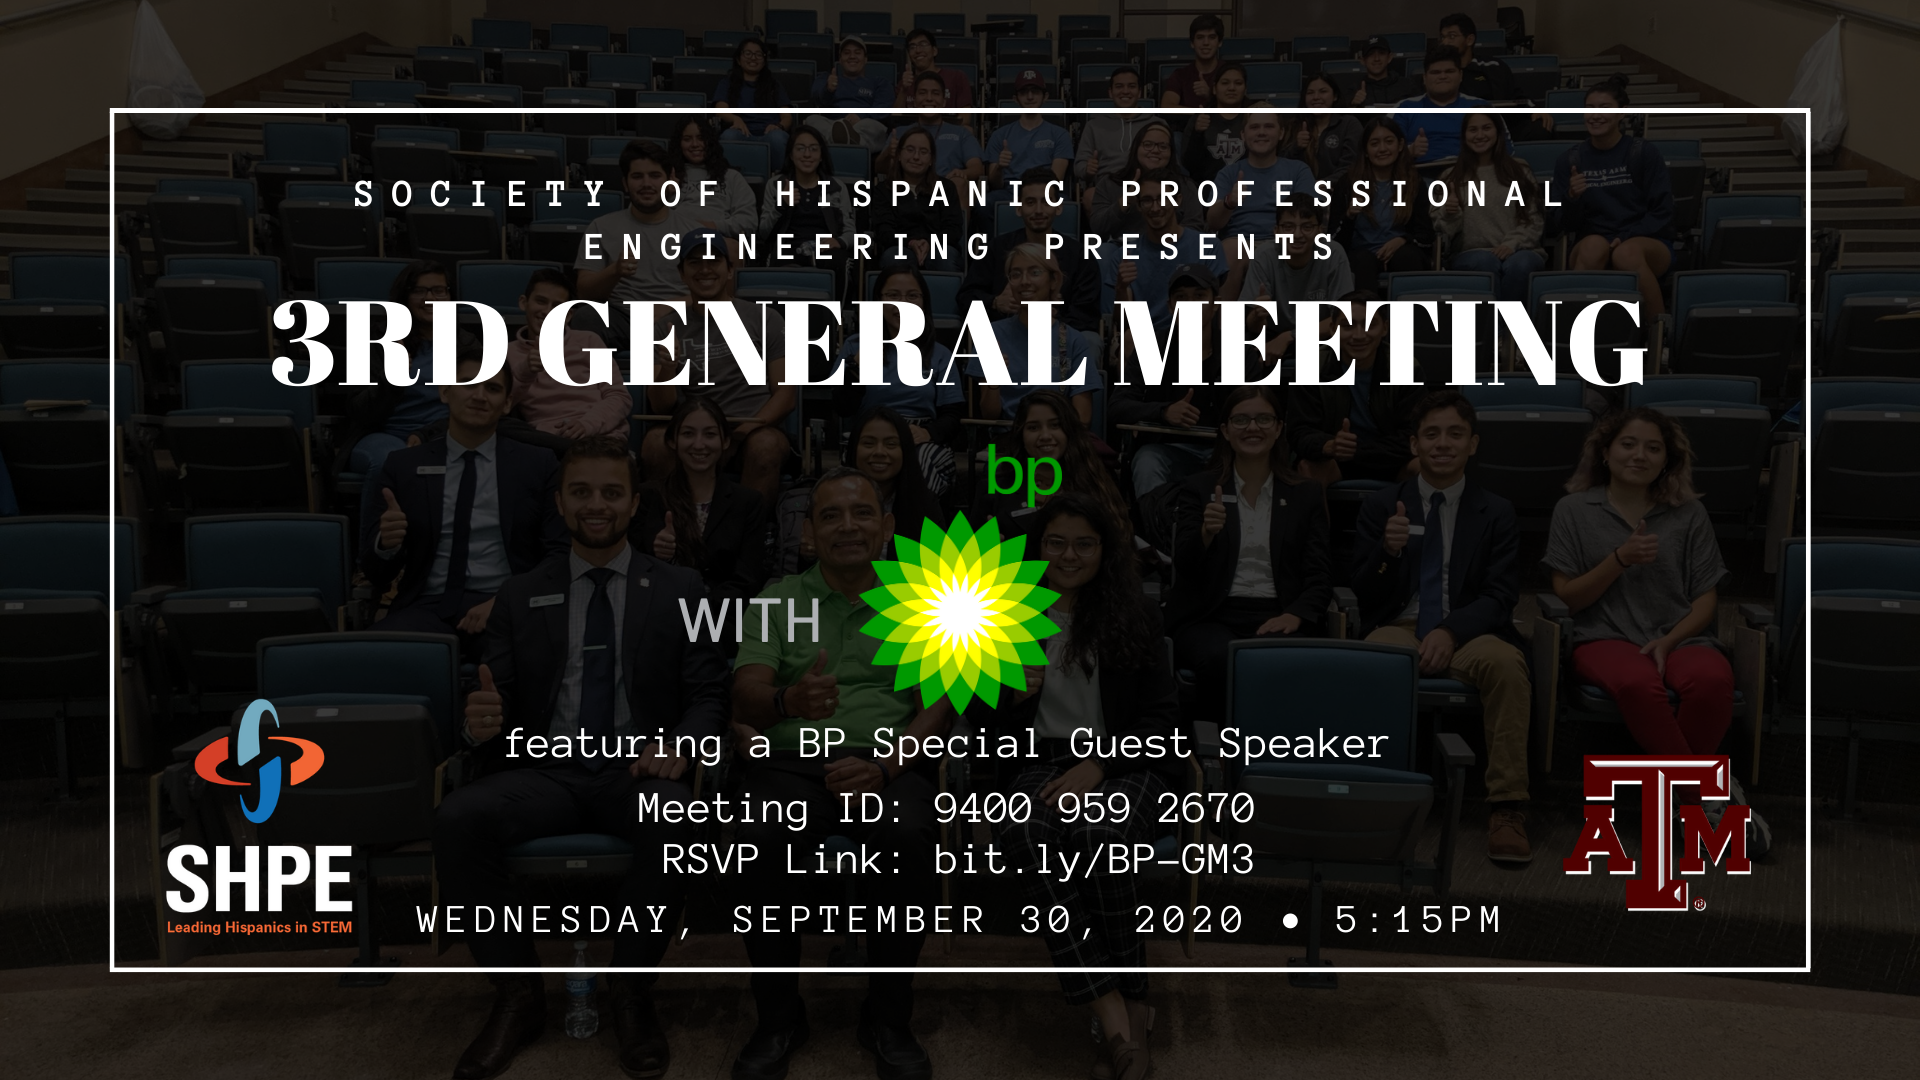 SOCIETY OF HISPANIC PROFESSIONAL
ENGINEERING PRESENTS
3RD GENERAL MEETING
bp
WITH
featuring a BP Special Guest Speaker
Meeting ID: 9400 959 2670
RSVP Link: bit.ly/BP-GM3
WEDNESDAY, SEPTEMBER 30, 2020 • 5:15PM
SHPE
Leading Hispanics in STEM
ATM
®
TEXAS A&M
ATM